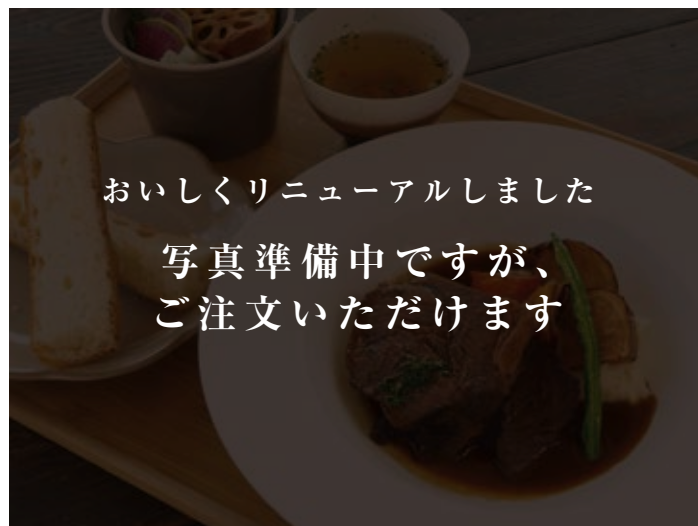 おいしくリニューアルしました
写真準備中ですが、
ご注文いただけます